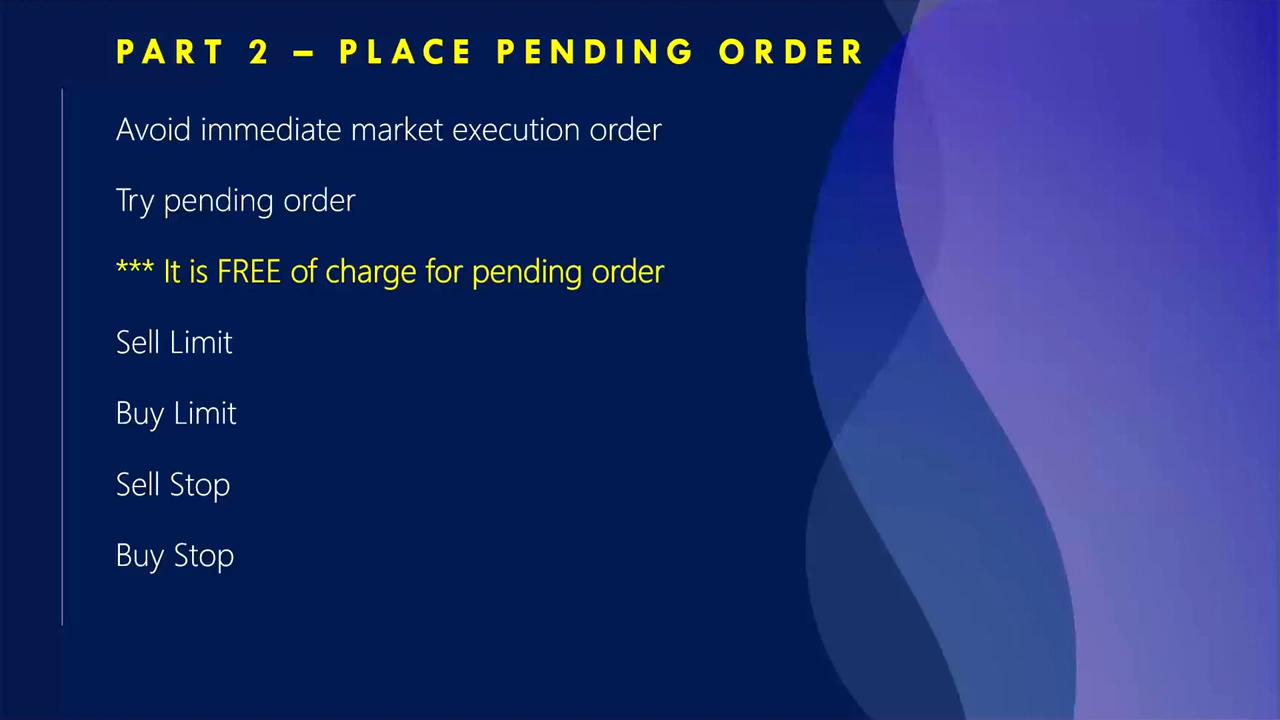 PART 2 – PLACE PENDING ORDER
Avoid immediate market execution order
Try pending order
*** It is FREE of charge for pending order
Sell Limit
Buy Limit
Sell Stop
Buy Stop